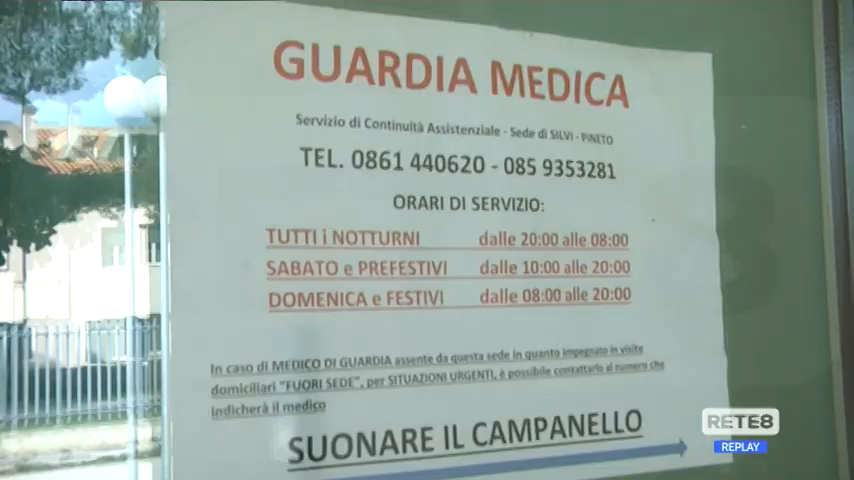 GUARDIA MEDICA
Servizio di Continuità Assistenziale - Sede di SILVI - PINETO
TEL. 0861 440620 - 085 9353281
ORARI DI SERVIZIO:
TUTTI i NOTTURNI dalle 20:00 alle 08:00
SABATO e PREFESTIVI dalle 10:00 alle 20:00
DOMENICA e FESTIVI dalle 08:00 alle 20:00
In caso di MEDICO DI GUARDIA assente da questa sede in quanto impegnato in visite
domiciliari "FUORI SEDE", per SITUAZIONI URGENTI, è possibile contattarlo al numero che
indicherà il medico
SUONARE IL CAMPANELLO
RETE8
REPLAY